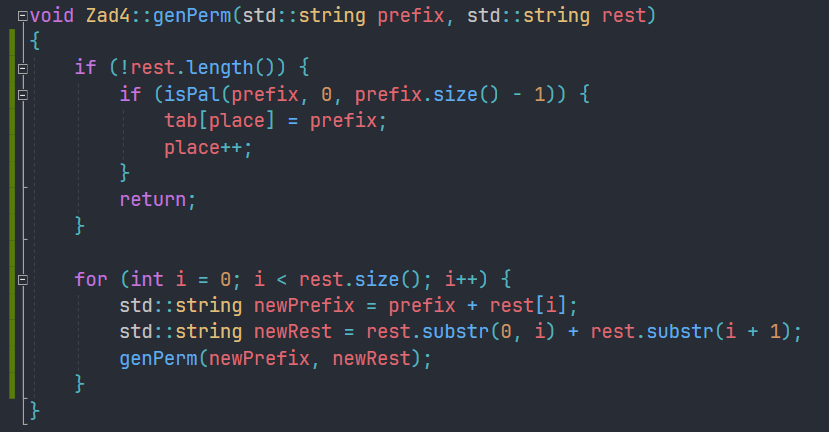 void Zad4::genPerm(std::string prefix, std::string rest)
{
    if (!rest.length()) {
        if (isPal(prefix, 0, prefix.size() - 1)) {
            tab[place] = prefix;
            place++;
        }
        return;
    }

    for (int i = 0; i < rest.size(); i++) {
        std::string newPrefix = prefix + rest[i];
        std::string newRest = rest.substr(0, i) + rest.substr(i + 1);
        genPerm(newPrefix, newRest);
    }
}